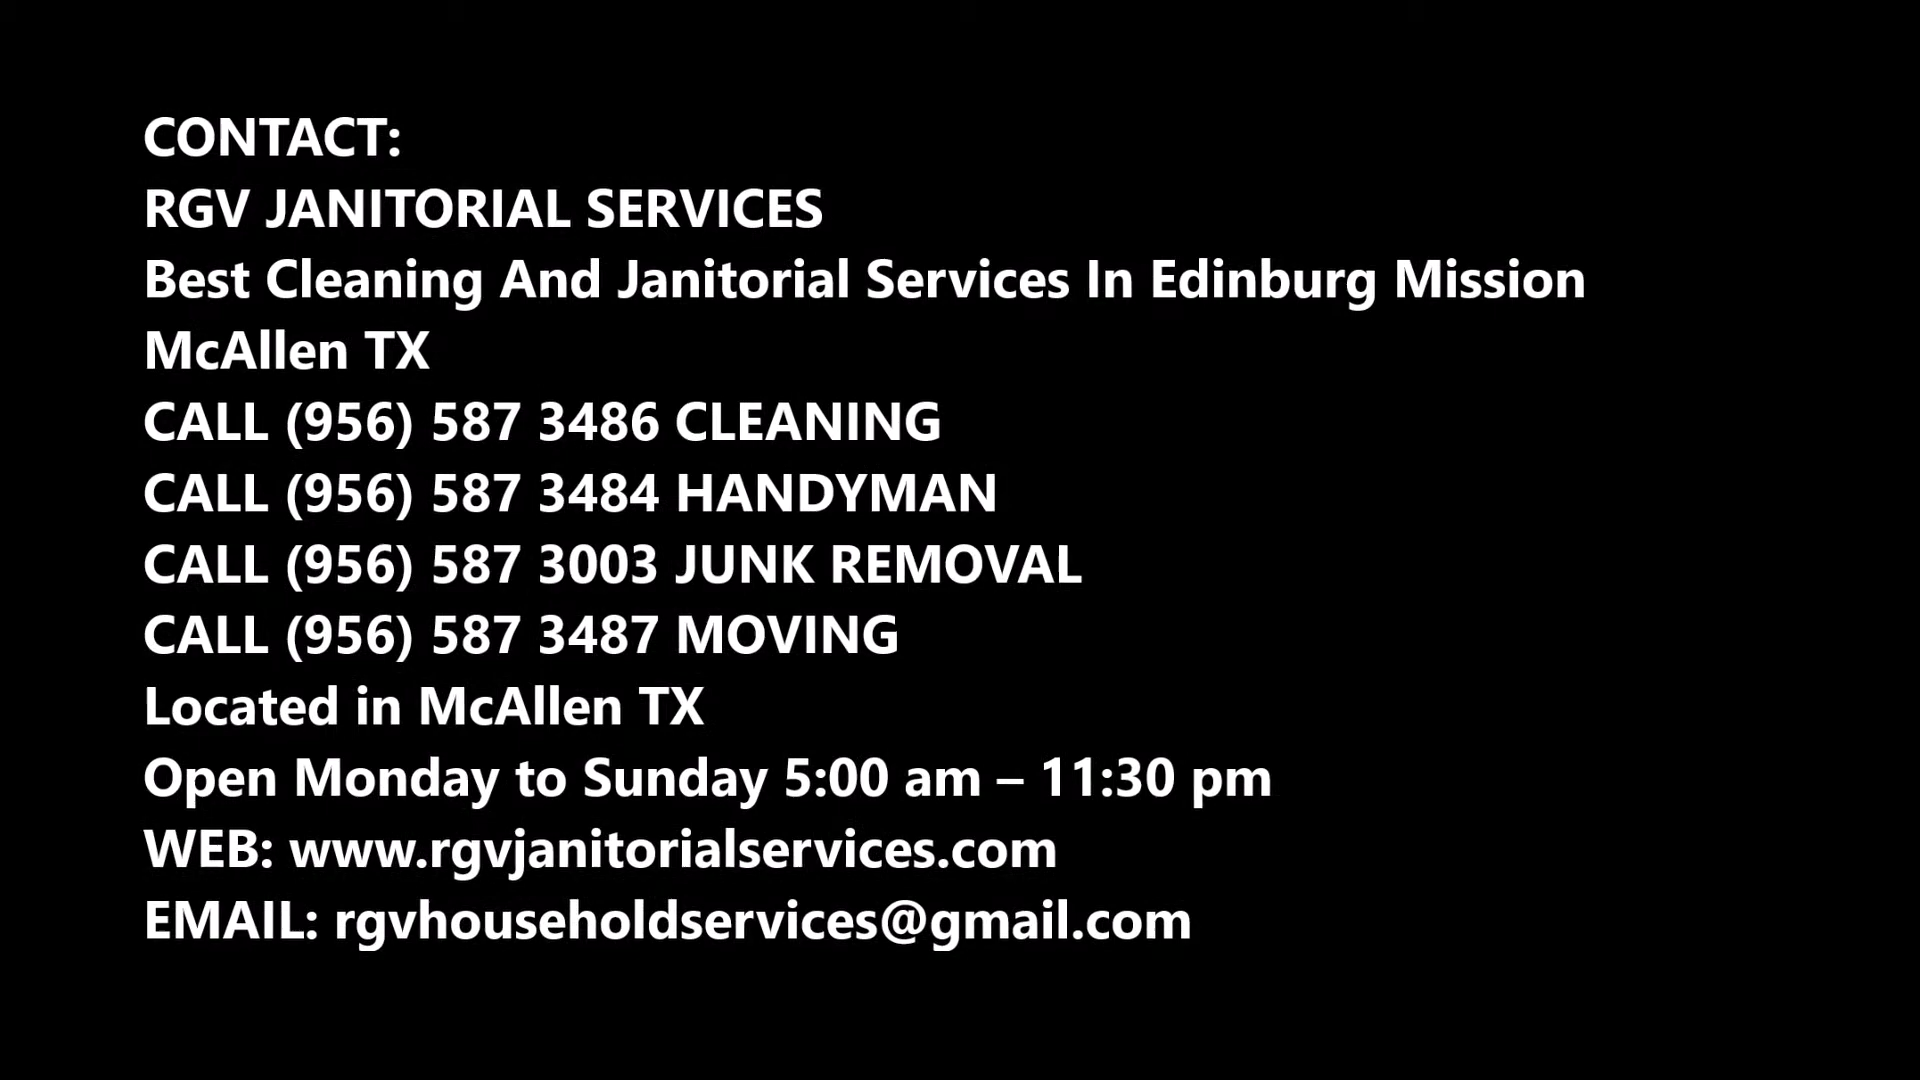 CONTACT:
RGV JANITORIAL SERVICES
Best Cleaning And Janitorial Services In Edinburg Mission
McAllen TX
CALL (956) 587 3486 CLEANING
CALL (956) 587 3484 HANDYMAN
CALL (956) 587 3003 JUNK REMOVAL
CALL (956) 587 3487 MOVING
Located in McAllen TX
Open Monday to Sunday 5:00 am – 11:30 pm
WEB: www.rgvjanitorialservices.com
EMAIL: rgvhouseholdservices@gmail.com